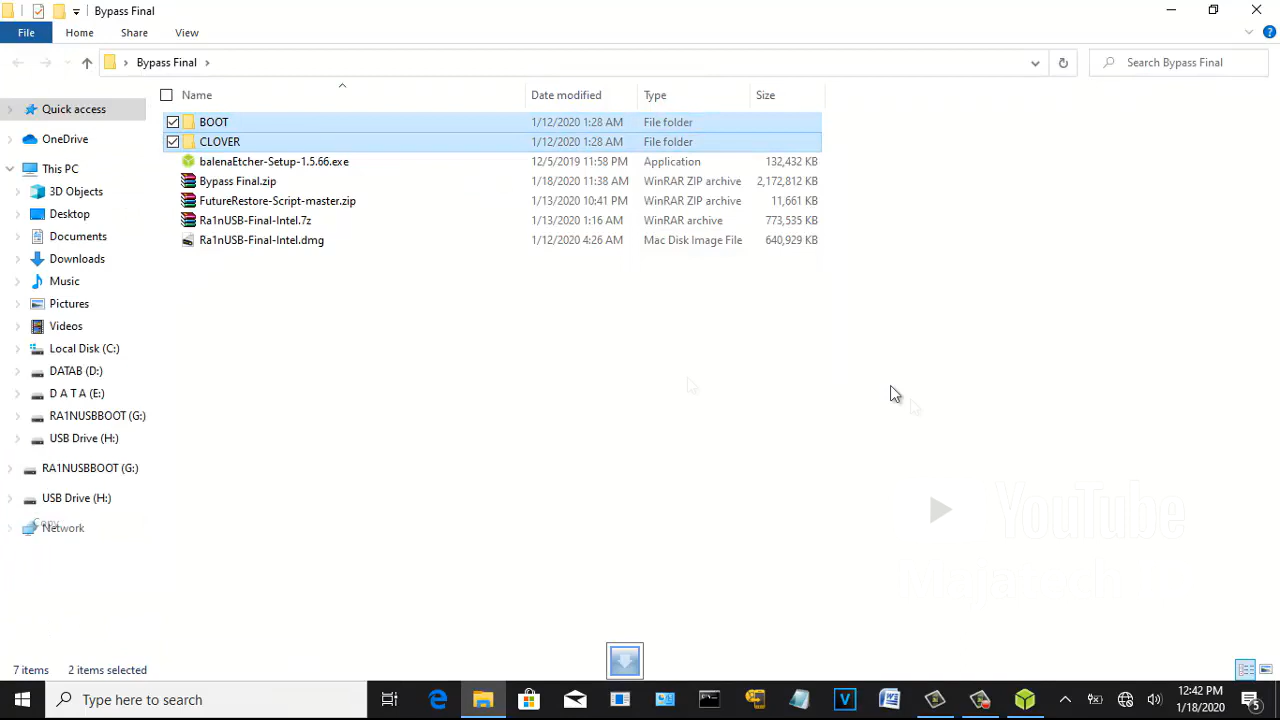 Bypass Final
File Home Share View
Bypass Final Search Bypass Final
Name Date modified Type Size
Quick access
OneDrive
This PC
3D Objects
Desktop
Documents
Downloads
Music
Pictures
Videos
Local Disk (C:)
DATAB (D:)
D A T A (E:)
RA1NUSBBOOT (G:)
USB Drive (H:)
RA1NUSBBOOT (G:)
USB Drive (H:)
Copy
Network
BOOT 1/12/2020 1:28 AM File folder
CLOVER 1/12/2020 1:28 AM File folder
balenaEtcher-Setup-1.5.66.exe 12/5/2019 11:58 PM Application 132,432 KB
Bypass Final.zip 1/18/2020 11:38 AM WinRAR ZIP archive 2,172,812 KB
FutureRestore-Script-master.zip 1/13/2020 10:41 PM WinRAR ZIP archive 11,661 KB
Ra1nUSB-Final-Intel.7z 1/13/2020 1:16 AM WinRAR archive 773,535 KB
Ra1nUSB-Final-Intel.dmg 1/12/2020 4:26 AM Mac Disk Image File 640,929 KB
YouTube
7 items 2 items selected
Type here to search
12:42 PM
1/18/2020
5